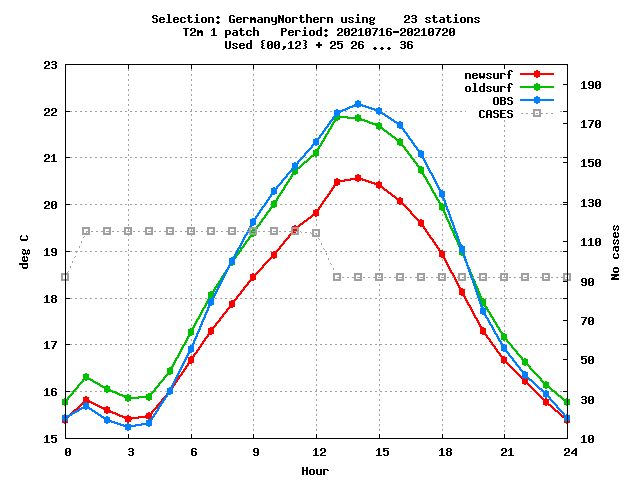 Selection: GermanyNorthern using    23 stations
T2m 1 patch   Period: 20210716-20210720
Used {00,12} + 25 26 ... 36
newsurf
oldsurf
OBS
CASES
23
22
21
20
19
18
17
16
15
deg C
190
170
150
130
110
90
70
50
30
10
No cases
0 3 6 9 12 15 18 21 24
Hour